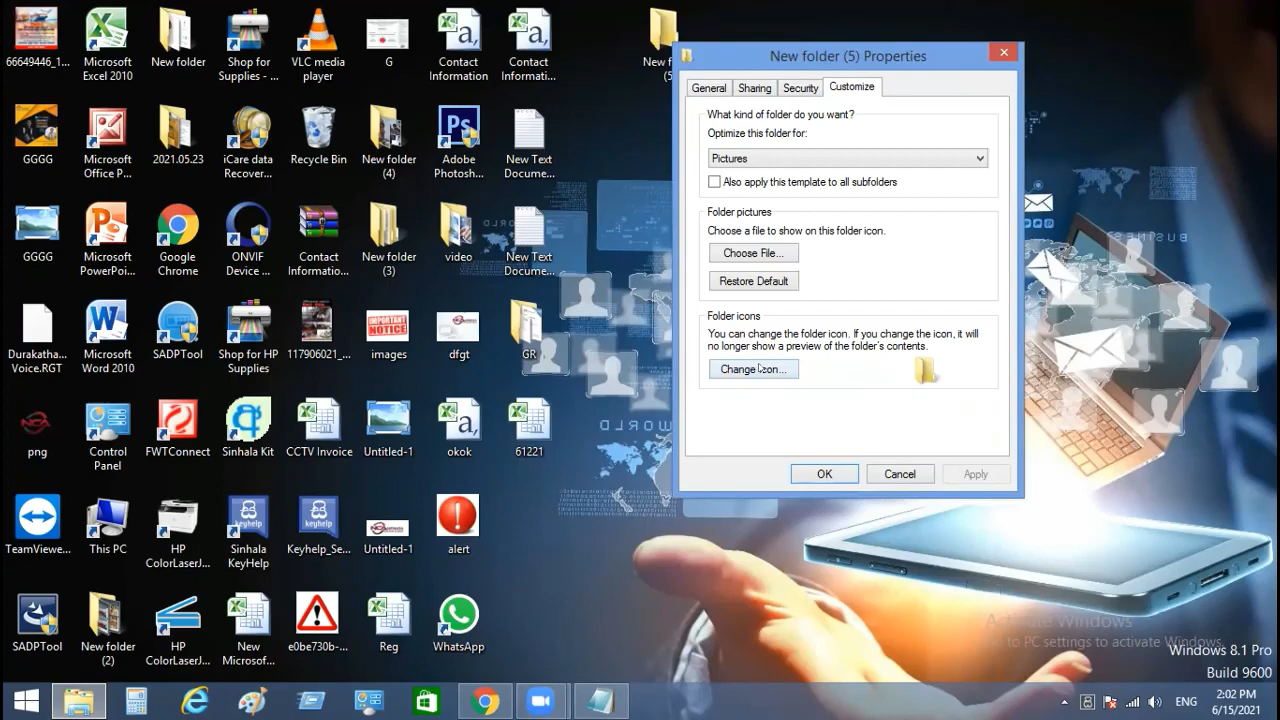 66649446_1...
Microsoft
Excel 2010
New folder
Shop for
Supplies - ...
VLC media
player
G
Contact
Information
Contact
Informati...
New f
(5
GGGG
Microsoft
Office P...
2021.05.23
iCare data
Recover...
Recycle Bin
New folder
(4)
Ps
Adobe
Photosh...
New Text
Docume...
GGGG
Microsoft
PowerPoi...
Google
Chrome
ONVIF
Device ...
Contact
Informatio...
New folder
(3)
video
New Text
Docume...
Durakatha...
Voice.RGT
Microsoft
Word 2010
SADPTool
Shop for HP
Supplies
117906021_...
IMPORTANT
NOTICE
images
dfgt
GR
png
Control
Panel
FWTConnect
Sinhala Kit
CCTV Invoice
Untitled-1
okok
61221
TeamViewe...
This PC
HP
ColorLaserJ...
keyhelp
Sinhala
KeyHelp
keyhelp
Keyhelp_Se...
Untitled-1
alert
SADPTool
New folder
(2)
HP
ColorLaserJ...
New
Microsof...
e0be730b-...
Reg
WhatsApp
New folder (5) Properties
General
Sharing
Security
Customize
What kind of folder do you want?
Optimize this folder for:
Pictures
Also apply this template to all subfolders
Folder pictures
Choose a file to show on this folder icon.
Choose File...
Restore Default
Folder icons
You can change the folder icon. If you change the icon, it will
no longer show a preview of the folder's contents.
Change Icon...
OK
Cancel
Apply
Activate Windows
to PC settings to activate Windows.
Windows 8.1 Pro
Build 9600
ENG
2:02 PM
6/15/2021